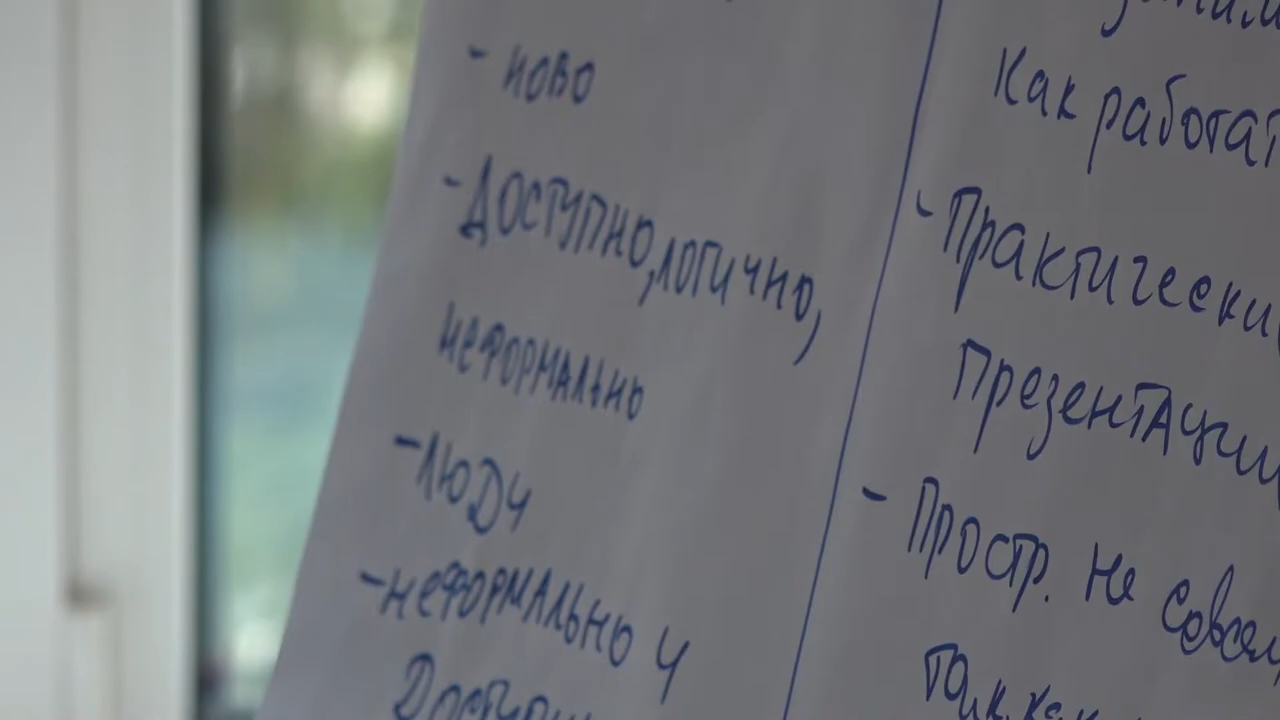 - ново
- Доступно, логично,
неформально
- люди
- неформально и
Как работат
- Практически
Презентации
- Простр. не совсем